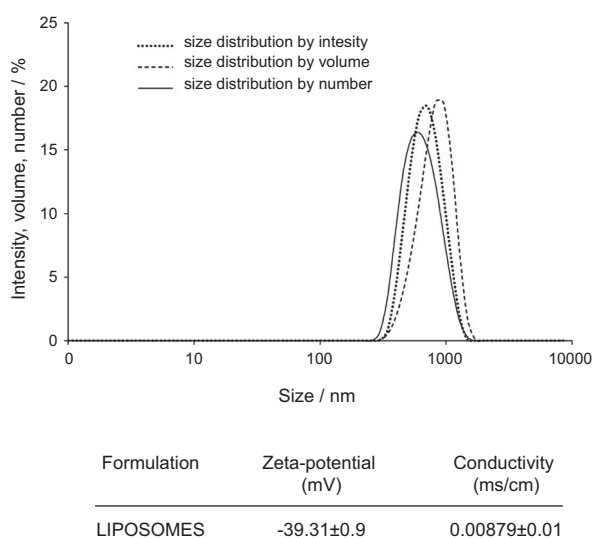 25
size distribution by intesity
size distribution by volume
size distribution by number
20
15
10
5
0
Intensity, volume, number / %
0 10 100 1000 10000
Size / nm
Formulation Zeta-potential Conductivity
(mV) (ms/cm)
LIPOSOMES -39.31±0.9 0.00879±0.01